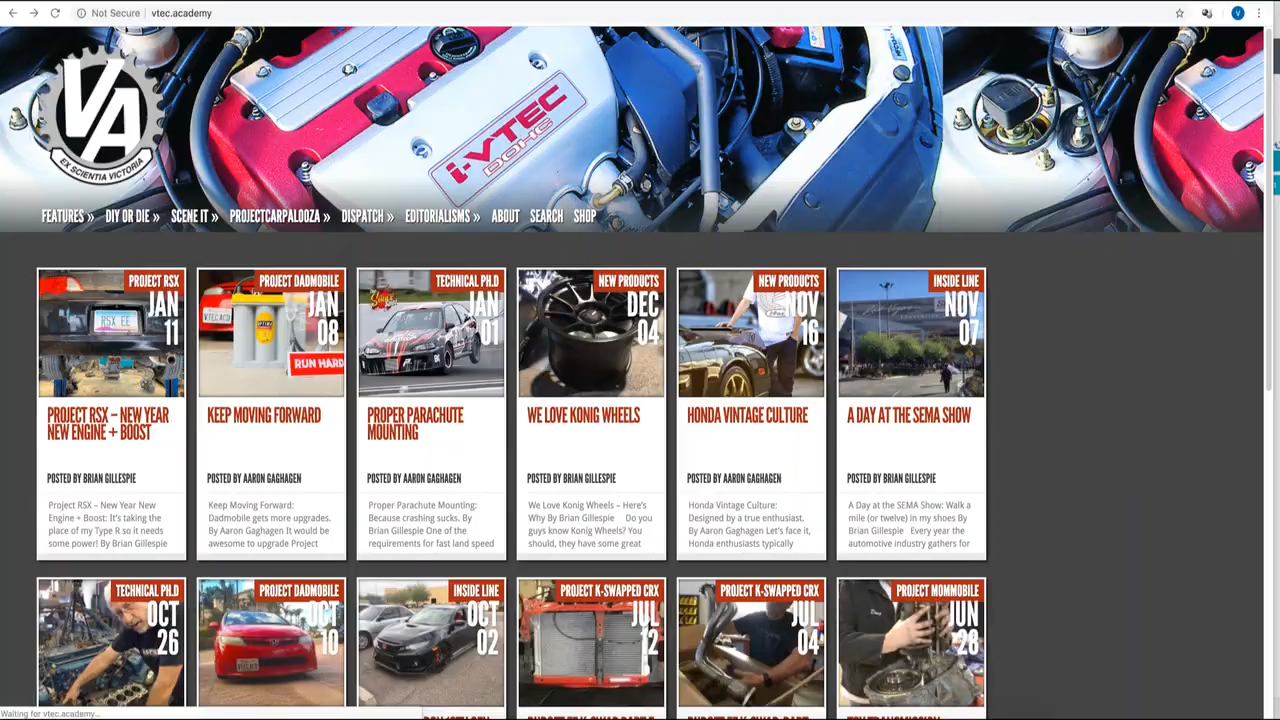 Not Secure | vtec.academy
V
VA
EX SCIENTIA VICTORIA
i-VTEC
DOHC
FEATURES » DIY OR DIE » SCENE IT » PROJECTCARPALOOZA » DISPATCH » EDITORIALISMS » ABOUT SEARCH SHOP
PROJECT RSX
JAN
11
RSX EE
PROJECT RSX – NEW YEAR
NEW ENGINE + BOOST
POSTED BY BRIAN GILLESPIE
Project RSX – New Year New
Engine + Boost: It's taking the
place of my Type R so it needs
some power! By Brian Gillespie
PROJECT DADMOBILE
JAN
08
RUN HARD
KEEP MOVING FORWARD
POSTED BY AARON GAGHAGEN
Keep Moving Forward:
Dadmobile gets more upgrades.
By Aaron Gaghagen It would be
awesome to upgrade Project
TECHNICAL PH.D
JAN
01
PROPER PARACHUTE
MOUNTING
POSTED BY AARON GAGHAGEN
Proper Parachute Mounting:
Because crashing sucks. By
Brian Gillespie One of the
requirements for fast land speed
NEW PRODUCTS
DEC
04
WE LOVE KONIG WHEELS
POSTED BY BRIAN GILLESPIE
We Love Konig Wheels – Here's
Why By Brian Gillespie Do you
guys know Konig Wheels? You
should, they have some great
NEW PRODUCTS
NOV
16
HONDA VINTAGE CULTURE
POSTED BY AARON GAGHAGEN
Honda Vintage Culture:
Designed by a true enthusiast.
By Aaron Gaghagen Let's face it,
Honda enthusiasts typically
INSIDE LINE
NOV
07
A DAY AT THE SEMA SHOW
POSTED BY BRIAN GILLESPIE
A Day at the SEMA Show: Walk a
mile (or twelve) in my shoes By
Brian Gillespie Every year the
automotive industry gathers for
TECHNICAL PH.D
OCT
26
PROJECT DADMOBILE
OCT
10
INSIDE LINE
OCT
02
PROJECT K-SWAPPED CRX
JUL
12
PROJECT K-SWAPPED CRX
JUL
04
PROJECT MOMMOBILE
JUN
28
Waiting for vtec.academy...